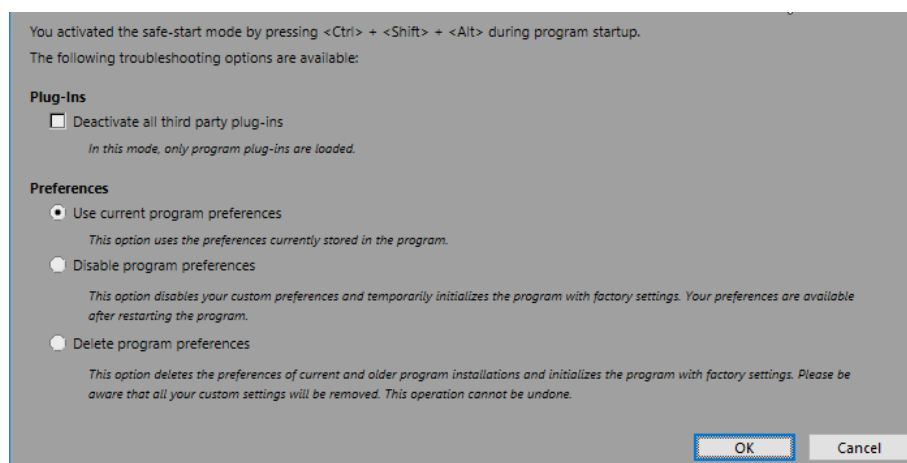 You activated the safe-start mode by pressing <Ctrl> + <Shift> + <Alt> during program startup.
The following troubleshooting options are available:
Plug-Ins
Deactivate all third party plug-ins
In this mode, only program plug-ins are loaded.
Preferences
Use current program preferences
This option uses the preferences currently stored in the program.
Disable program preferences
This option disables your custom preferences and temporarily initializes the program with factory settings. Your preferences are available
after restarting the program.
Delete program preferences
This option deletes the preferences of current and older program installations and initializes the program with factory settings. Please be
aware that all your custom settings will be removed. This operation cannot be undone.
OK Cancel